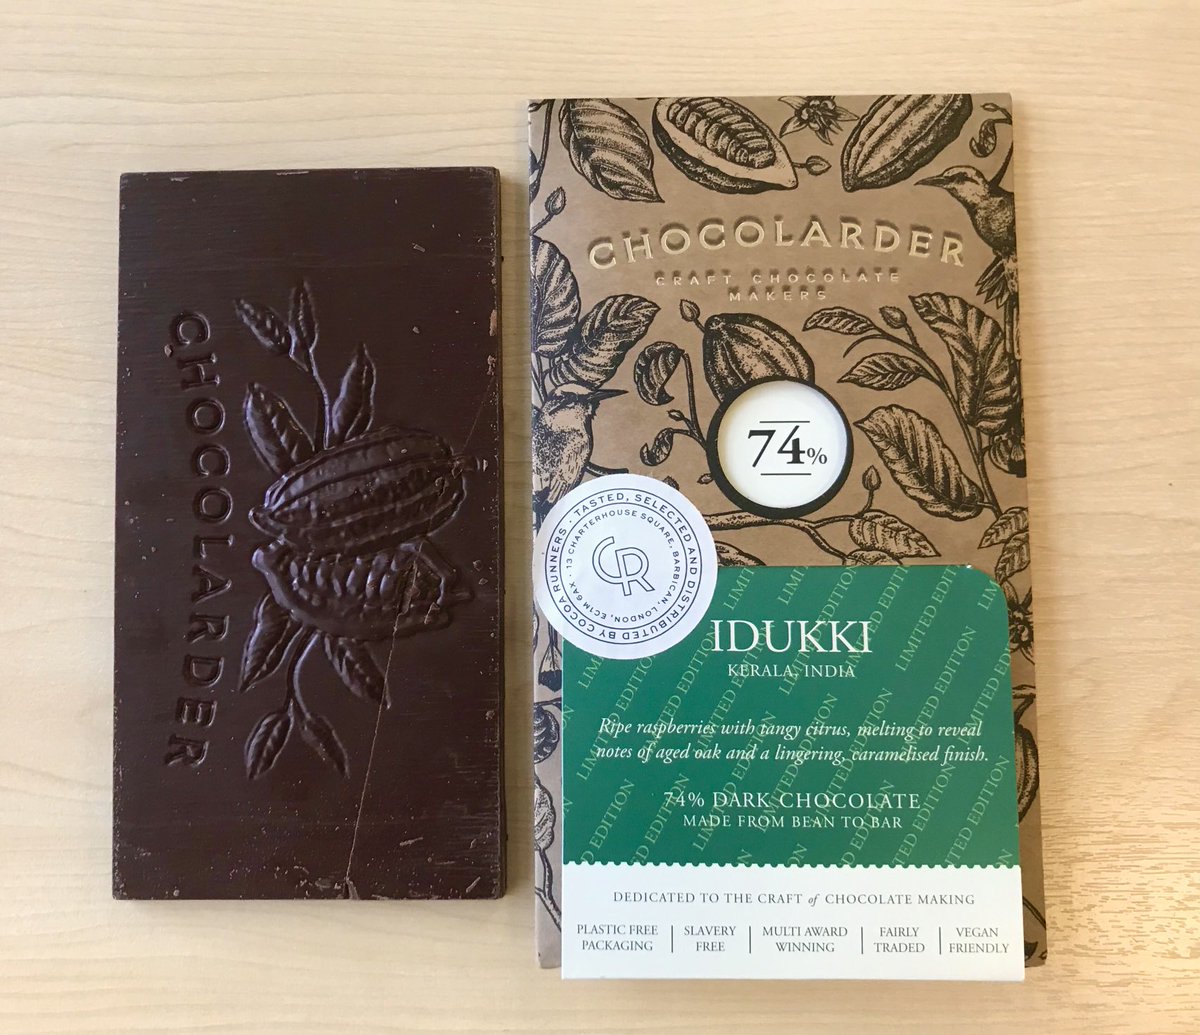 CHOCOLARDER
CHOCOLARDER
CRAFT CHOCOLATE
MAKERS
74%
TASTED, SELECTED AND DISTRIBUTED BY COCOA RUNNERS ·
13 CHARTERHOUSE SQUARE, BARBICAN, LONDON, EC1M 6AX ·
CR
LIMITED EDITION
IDUKKI
KERALA, INDIA
Ripe raspberries with tangy citrus, melting to reveal
notes of aged oak and a lingering, caramelised finish.
74% DARK CHOCOLATE
MADE FROM BEAN TO BAR
DEDICATED TO THE CRAFT of CHOCOLATE MAKING
PLASTIC FREE PACKAGING | SLAVERY FREE | MULTI AWARD WINNING | FAIRLY TRADED | VEGAN FRIENDLY